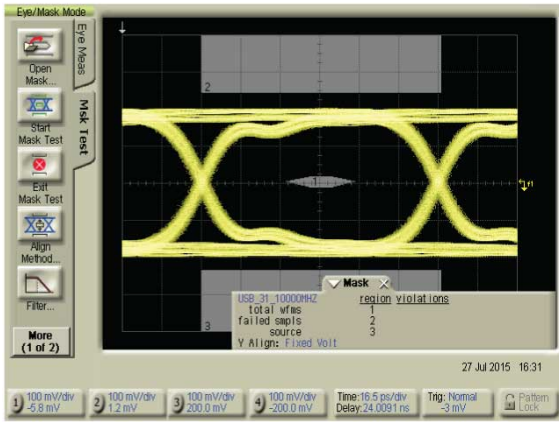 Eye/Mask Mode
Open
Mask...
Start
Mask Test
Exit
Mask Test
Align
Method...
Filter...
More
(1 of 2)
Eye Meas
Msk Test
2
1
3
f1
Mask
USB_31_10000MHZ region violations
total wfms 1
failed smpls 2
source 3
Y Align: Fixed Volt
27 Jul 2015 16:31
1 100 mV/div
-5.8 mV
2 100 mV/div
1.2 mV
3 100 mV/div
200.0 mV
4 100 mV/div
-200.0 mV
Time:16.5 ps/div
Delay:24.0091 ns
Trig: Normal
-3 mV
Pattern
Lock